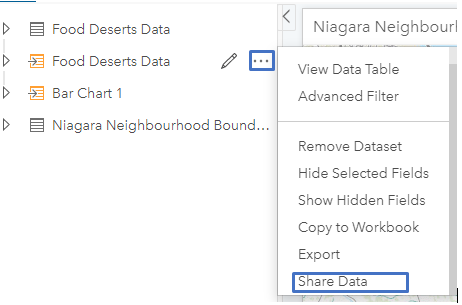 Food Deserts Data
Food Deserts Data
Bar Chart 1
Niagara Neighbourhood Bound...
Niagara Neighbourl
View Data Table
Advanced Filter
Remove Dataset
Hide Selected Fields
Show Hidden Fields
Copy to Workbook
Export
Share Data